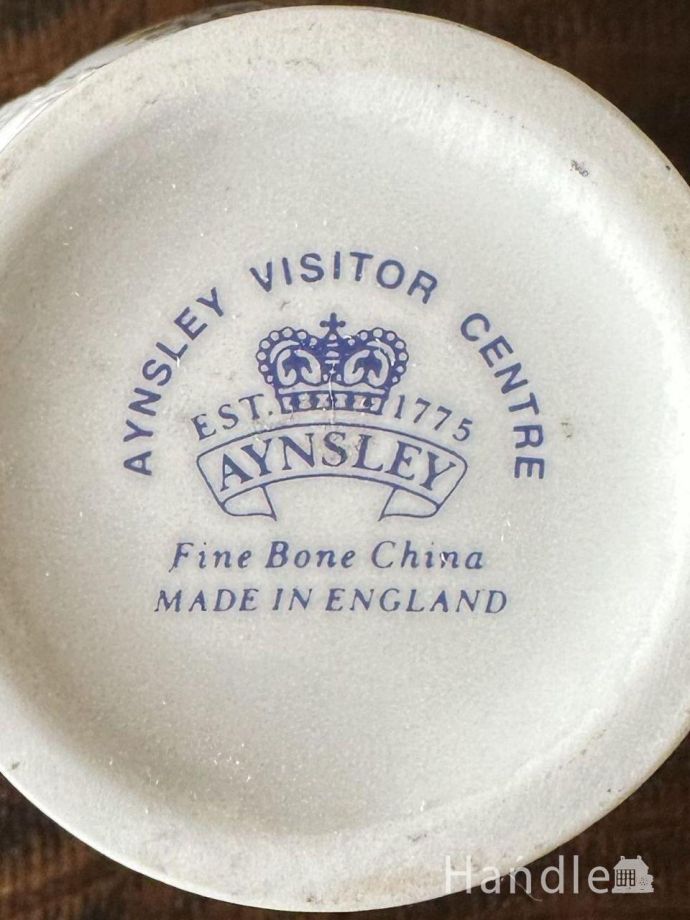 AYNSLEY VISITOR CENTRE
EST. 1775
AYNSLEY
Fine Bone China
MADE IN ENGLAND
Handle